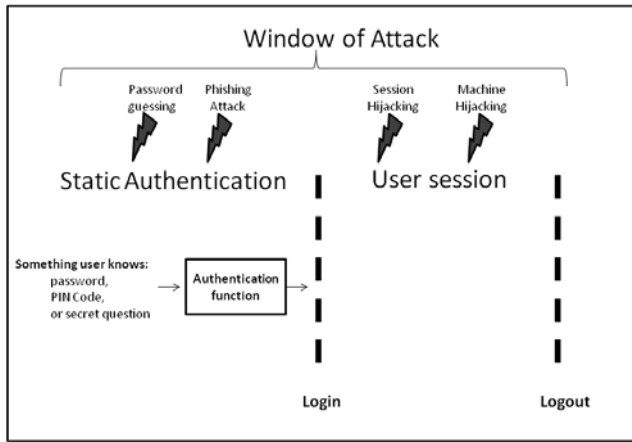 Window of Attack
Password
guessing
Phishing
Attack
Session
Hijacking
Machine
Hijacking
Static Authentication
User session
Something user knows:
password,
PIN Code,
or secret question
Authentication
function
Login
Logout